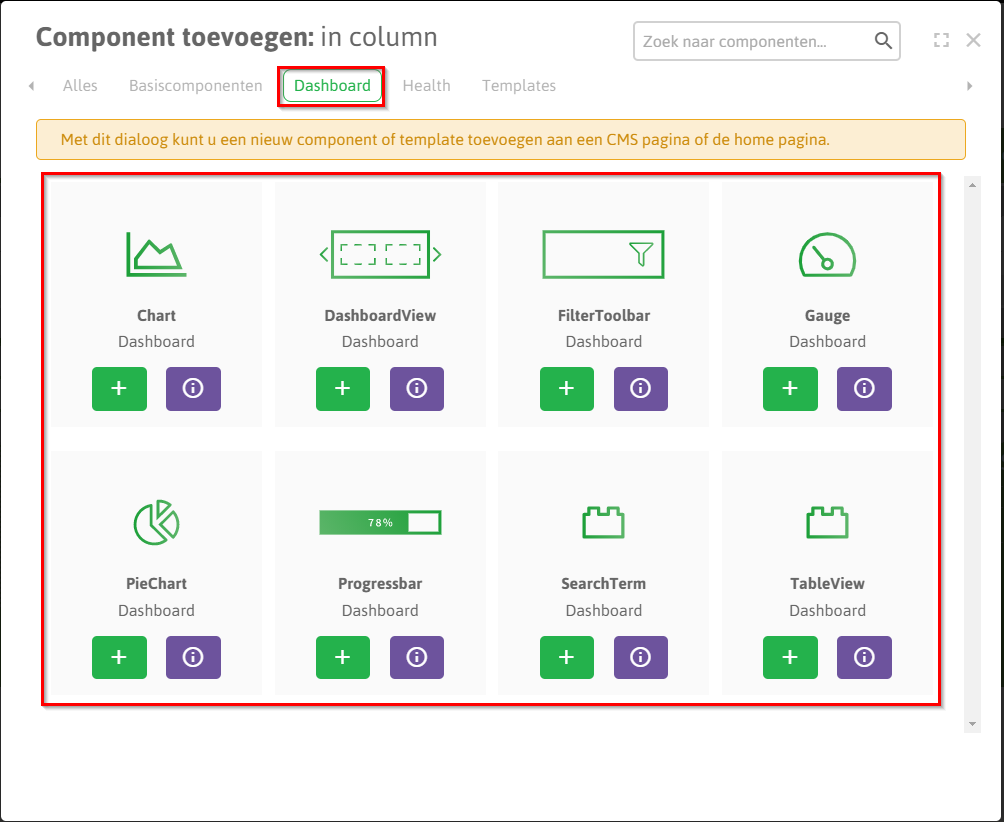 Component toevoegen: in column
Zoek naar componenten...
Alles Basiscomponenten Dashboard Health Templates
Met dit dialoog kunt u een nieuw component of template toevoegen aan een CMS pagina of de home pagina.
Chart DashboardView FilterToolbar Gauge
Dashboard Dashboard Dashboard Dashboard
78%
PieChart Progressbar SearchTerm TableView
Dashboard Dashboard Dashboard Dashboard